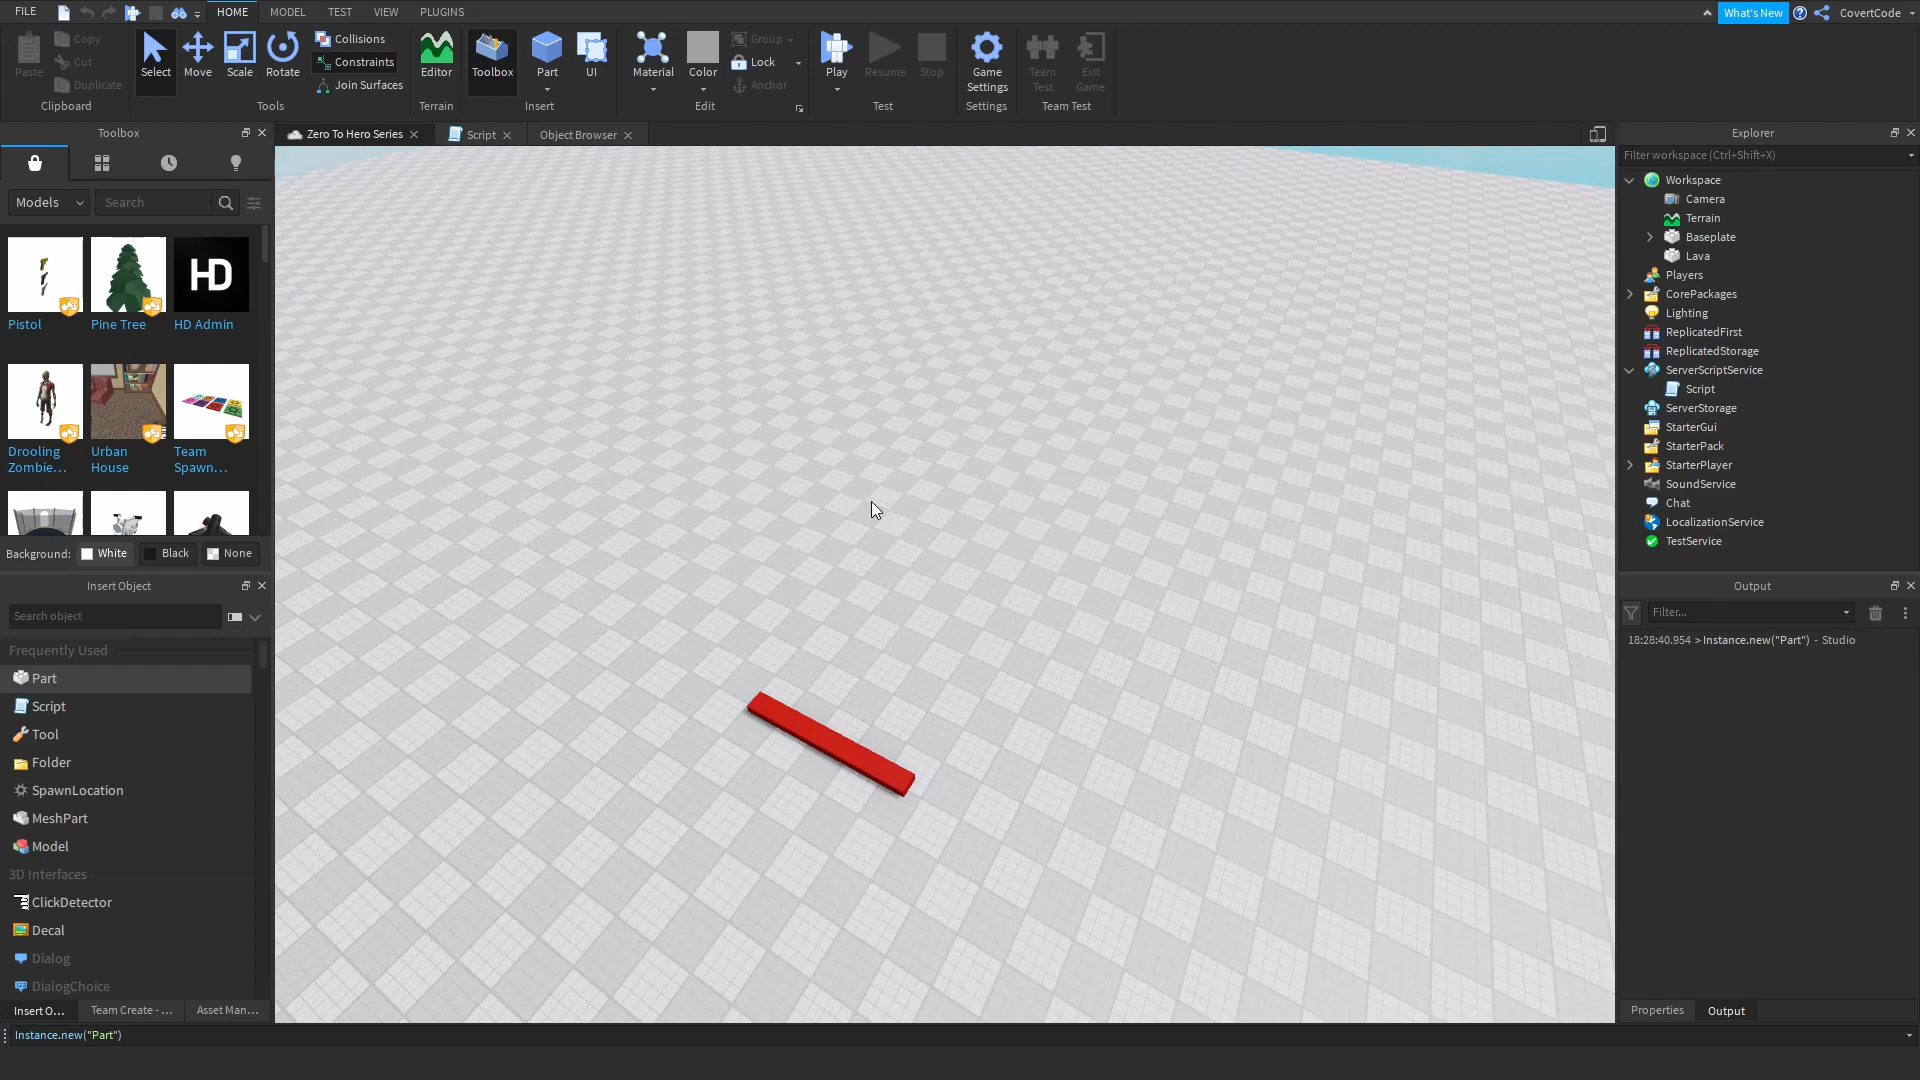 FILE
HOME
MODEL
TEST
VIEW
PLUGINS
What's New
CovertCode
Paste
Copy
Cut
Duplicate
Clipboard
Select
Move
Scale
Rotate
Collisions
Constraints
Join Surfaces
Tools
Editor
Terrain
Toolbox
Part
UI
Insert
Material
Color
Group
Lock
Anchor
Edit
Play
Resume
Stop
Test
Game
Settings
Settings
Team
Test
Exit
Game
Team Test
Toolbox
Zero To Hero Series
Script
Object Browser
Models
Search
Pistol
Pine Tree
HD
HD Admin
Drooling
Zombie...
Urban
House
Team
Spawn...
Background:
White
Black
None
Insert Object
Search object
Frequently Used
Part
Script
Tool
Folder
SpawnLocation
MeshPart
Model
3D Interfaces
ClickDetector
Decal
Dialog
DialogChoice
Insert O...
Team Create - ...
Asset Man...
Instance.new("Part")
Explorer
Filter workspace (Ctrl+Shift+X)
Workspace
Camera
Terrain
Baseplate
Lava
Players
CorePackages
Lighting
ReplicatedFirst
ReplicatedStorage
ServerScriptService
Script
ServerStorage
StarterGui
StarterPack
StarterPlayer
SoundService
Chat
LocalizationService
TestService
Output
Filter...
18:28:40.954 > Instance.new("Part") - Studio
Properties
Output